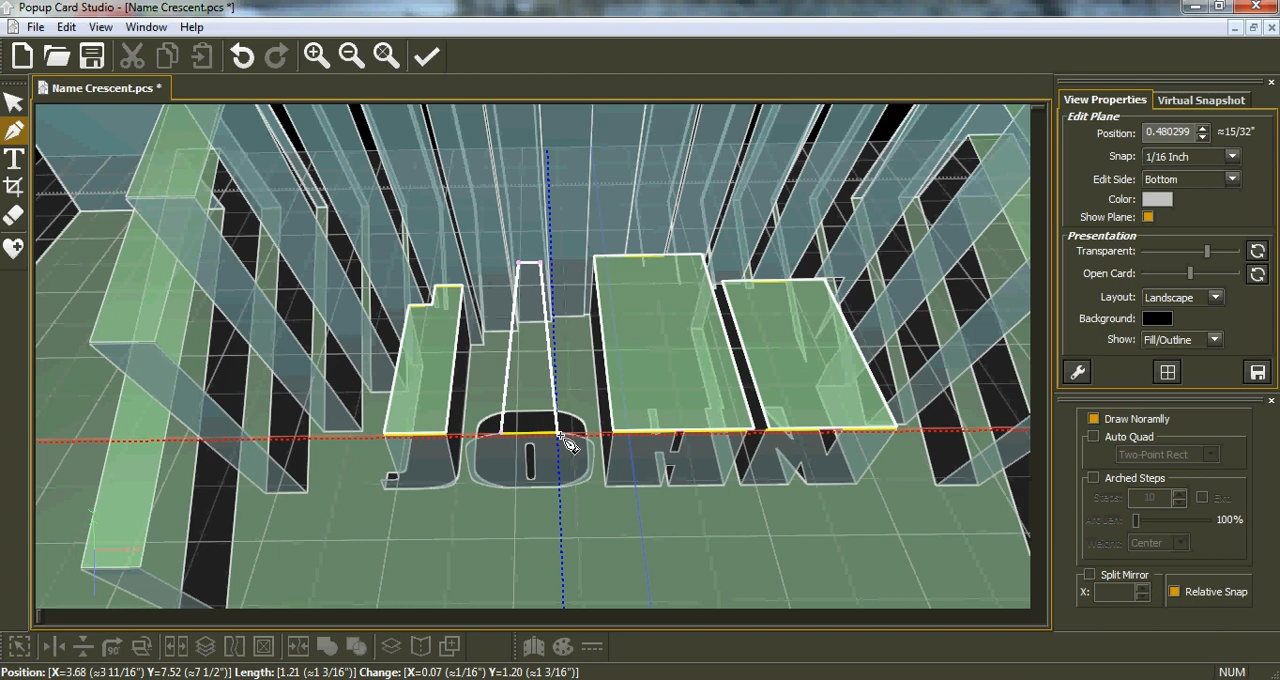 Popup Card Studio - [Name Crescent.pcs *]
File Edit View Window Help
Name Crescent.pcs *
View Properties Virtual Snapshot
Edit Plane
Position: 0.480299 ≈15/32"
Snap: 1/16 Inch
Edit Side: Bottom
Color:
Show Plane:
Presentation
Transparent:
Open Card:
Layout: Landscape
Background:
Show: Fill/Outline
JOHN
Draw Noramlly
Auto Quad
Two-Point Rect
Arched Steps
Steps: 10 Ext.
Arc Len: 100%
Weight: Center
Split Mirror
X: Relative Snap
90°
Position: [X=3.68 (≈3 11/16") Y=7.52 (≈7 1/2")] Length: [1.21 (≈1 3/16")] Change: [X=0.07 (≈1/16") Y=1.20 (≈1 3/16")] NUM